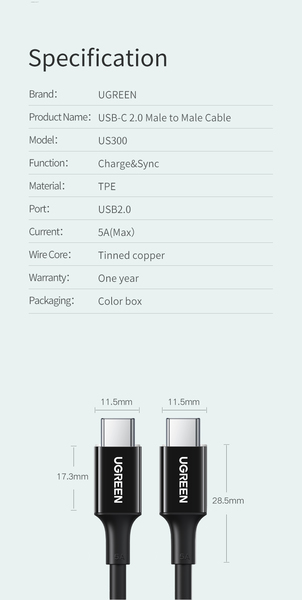 Specification
Brand: UGREEN
Product Name: USB-C 2.0 Male to Male Cable
Model: US300
Function: Charge&Sync
Material: TPE
Port: USB2.0
Current: 5A(Max)
Wire Core: Tinned copper
Warranty: One year
Packaging: Color box
11.5mm 11.5mm
17.3mm
28.5mm
UGREEN UGREEN